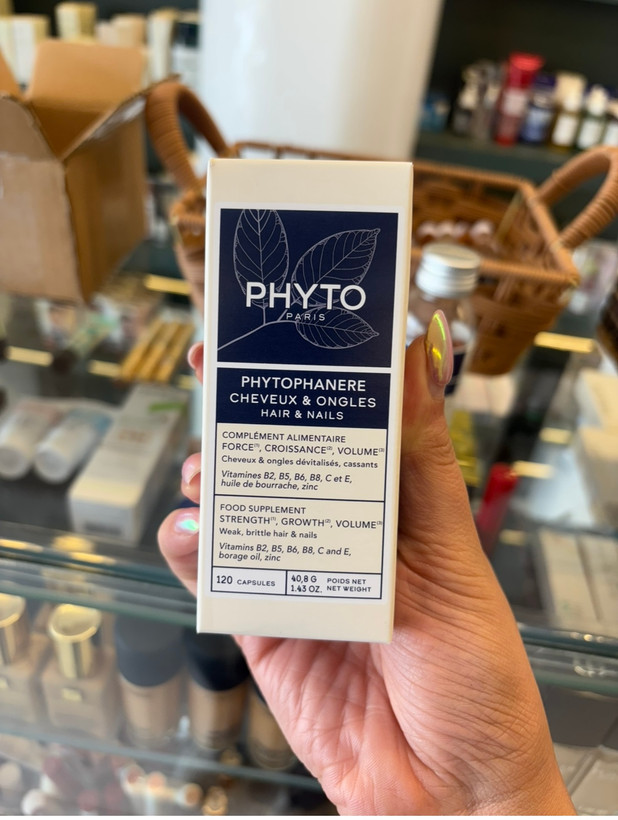 PHYTO
PARIS
PHYTOPHANERE
CHEVEUX & ONGLES
HAIR & NAILS
COMPLÉMENT ALIMENTAIRE
FORCE⁽¹⁾, CROISSANCE⁽²⁾, VOLUME⁽³⁾
Cheveux & ongles dévitalisés, cassants
Vitamines B2, B5, B6, B8, C et E,
huile de bourrache, zinc
FOOD SUPPLEMENT
STRENGTH⁽¹⁾, GROWTH⁽²⁾, VOLUME⁽³⁾
Weak, brittle hair & nails
Vitamins B2, B5, B6, B8, C and E,
borage oil, zinc
120 CAPSULES
40,8 G POIDS NET
1.43 OZ. NET WEIGHT